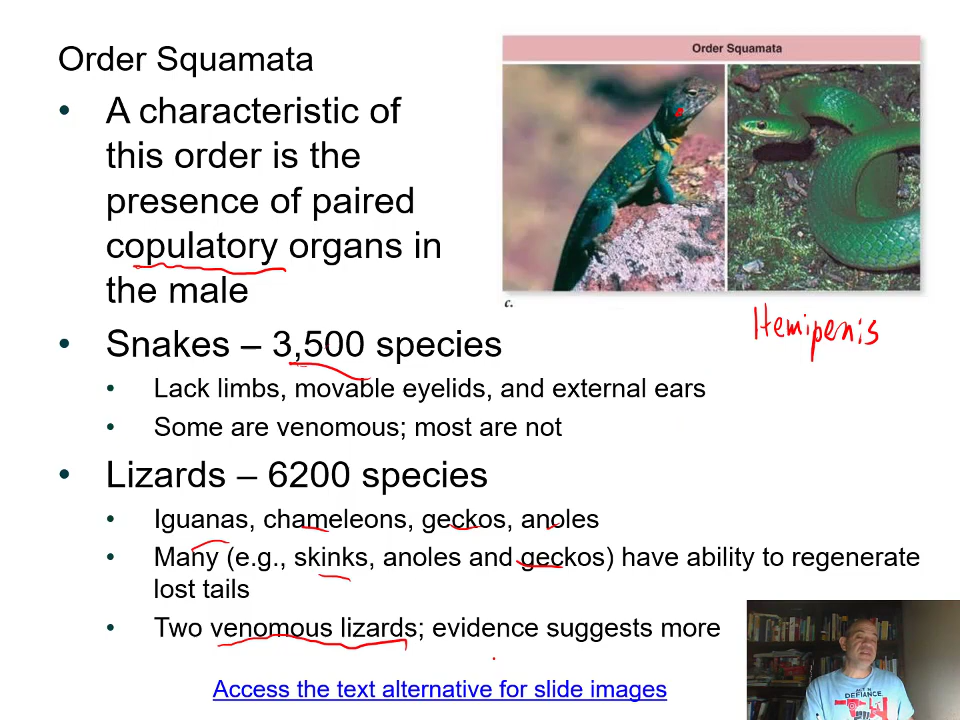 Order Squamata
• A characteristic of
this order is the
presence of paired
copulatory organs in
the male
• Snakes – 3,500 species
• Lack limbs, movable eyelids, and external ears
• Some are venomous; most are not
• Lizards – 6200 species
• Iguanas, chameleons, geckos, anoles
• Many (e.g., skinks, anoles and geckos) have ability to regenerate
lost tails
• Two venomous lizards; evidence suggests more
Access the text alternative for slide images
Order Squamata
c.
Hemipenis
DEFIANCE.